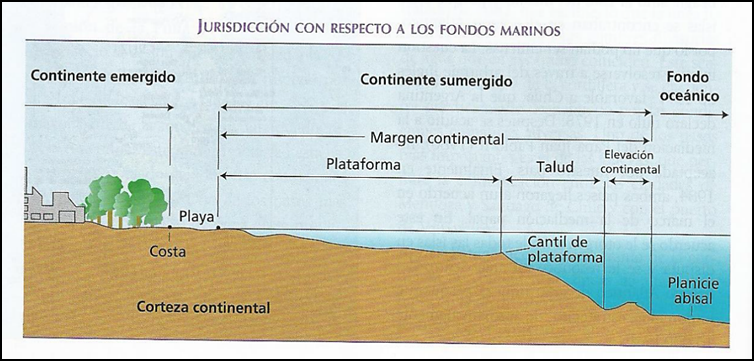 JURISDICCIÓN CON RESPECTO A LOS FONDOS MARINOS
Continente emergido
Continente sumergido
Fondo
oceánico
Margen continental
Plataforma
Talud
Elevación
continental
Playa
Costa
Cantil de
plataforma
Planicie
abisal
Corteza continental